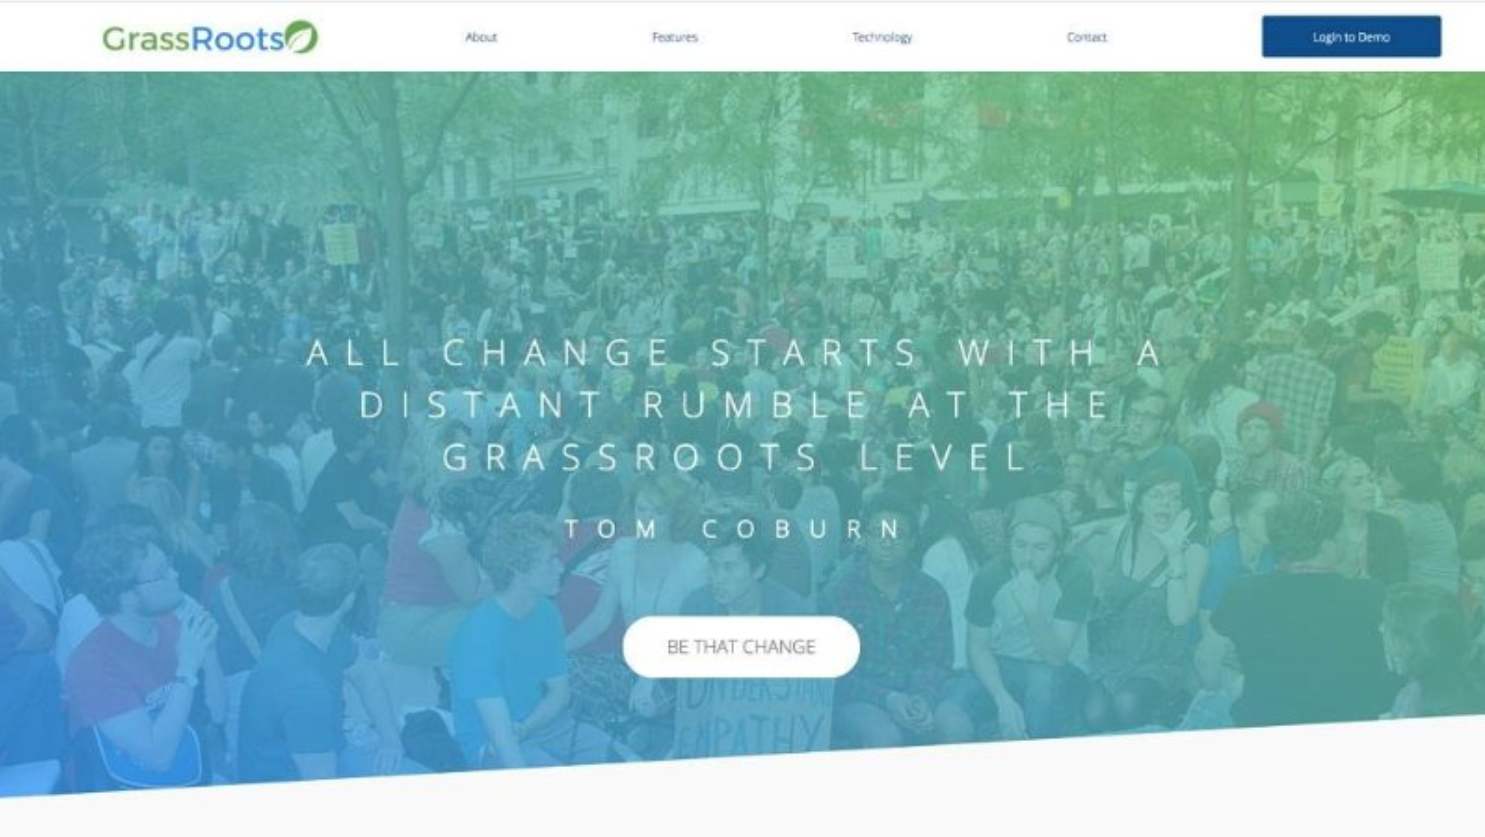 GrassRoots
About
Features
Technology
Contact
Login to Demo
ALL CHANGE STARTS WITH A
DISTANT RUMBLE AT THE
GRASSROOTS LEVEL
TOM COBURN
BE THAT CHANGE
EMPATHY